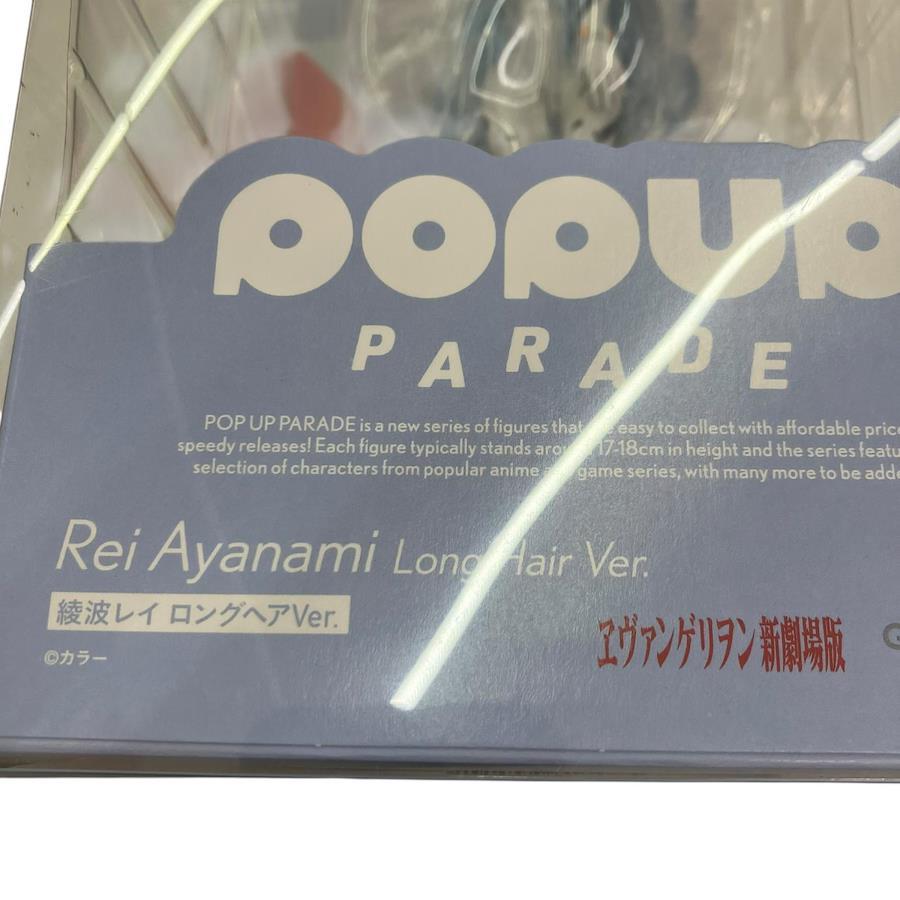 POPUP
PARADE
POP UP PARADE is a new series of figures that easy to collect with affordable
speedy releases! Each figure typically stands 17-18cm in height and the series
selection of characters from popular anime game series, with many more to be
Rei Ayanami Long Hair Ver.
綾波レイ ロングヘアVer.
©カラー
ヱヴァンゲリヲン新劇場版